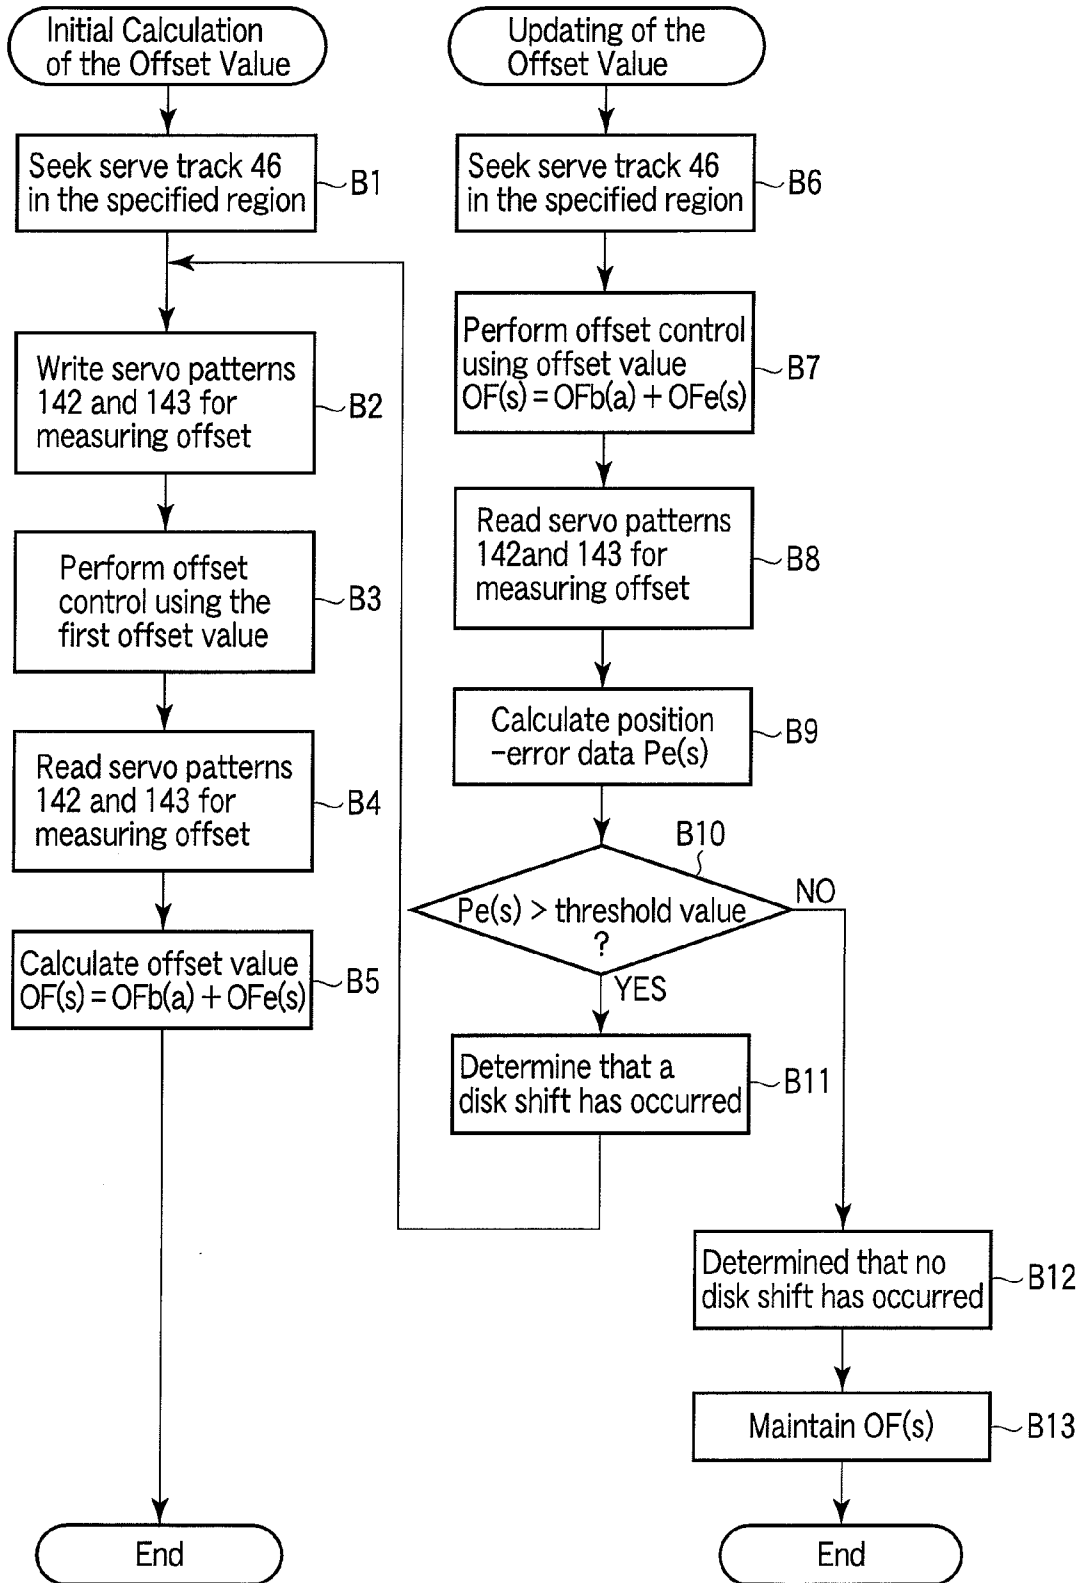 Initial Calculation
of the Offset Value
Seek serve track 46
in the specified region
B1
Write servo patterns
142 and 143 for
measuring offset
B2
Perform offset
control using the
first offset value
B3
Read servo patterns
142 and 143 for
measuring offset
B4
Calculate offset value
OF(s) = OFb(a) + OFe(s)
B5
End
Updating of the
Offset Value
Seek serve track 46
in the specified region
B6
Perform offset control
using offset value
OF(s) = OFb(a) + OFe(s)
B7
Read servo patterns
142and 143 for
measuring offset
B8
Calculate position
-error data Pe(s)
B9
B10
Pe(s) > threshold value
?
NO
YES
Determine that a
disk shift has occurred
B11
Determined that no
disk shift has occurred
B12
Maintain OF(s)
B13
End